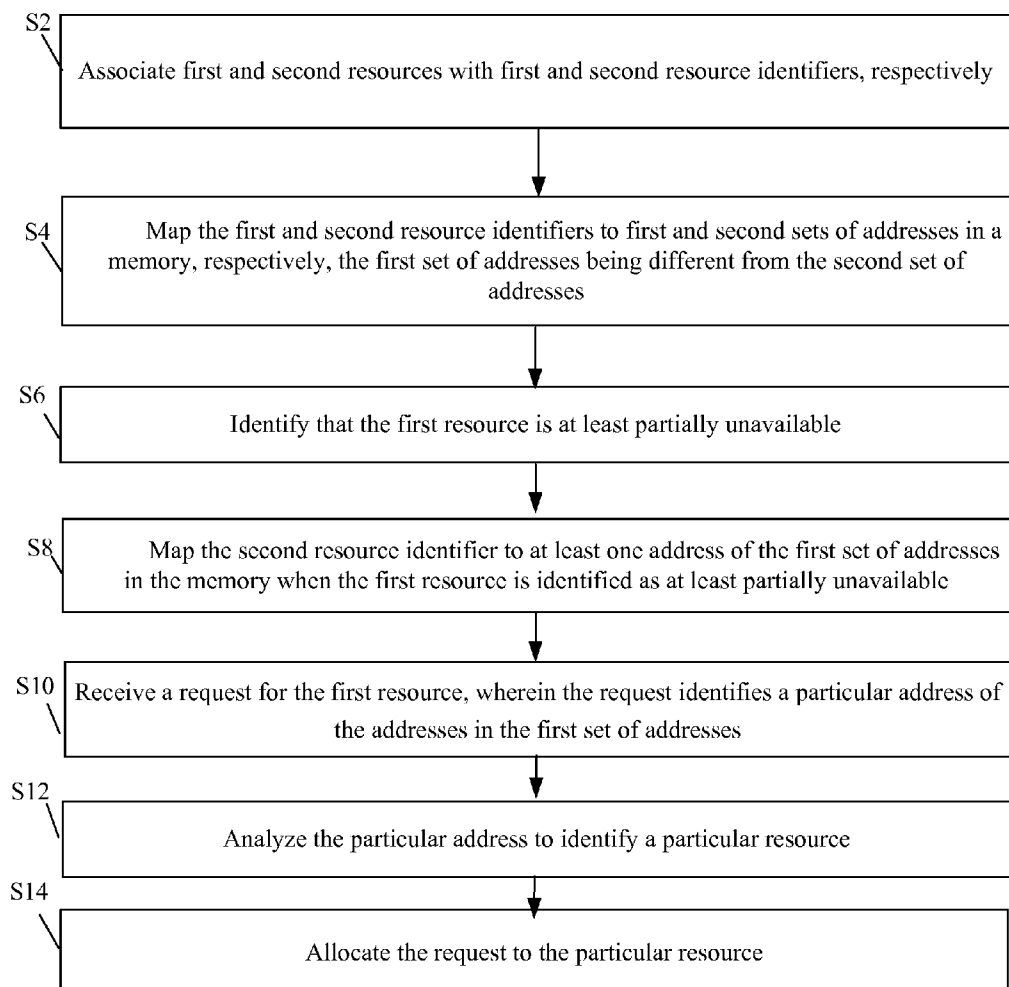 S2
Associate first and second resources with first and second resource identifiers, respectively
S4
Map the first and second resource identifiers to first and second sets of addresses in a
memory, respectively, the first set of addresses being different from the second set of
addresses
S6
Identify that the first resource is at least partially unavailable
S8
Map the second resource identifier to at least one address of the first set of addresses
in the memory when the first resource is identified as at least partially unavailable
S10
Receive a request for the first resource, wherein the request identifies a particular address of
the addresses in the first set of addresses
S12
Analyze the particular address to identify a particular resource
S14
Allocate the request to the particular resource